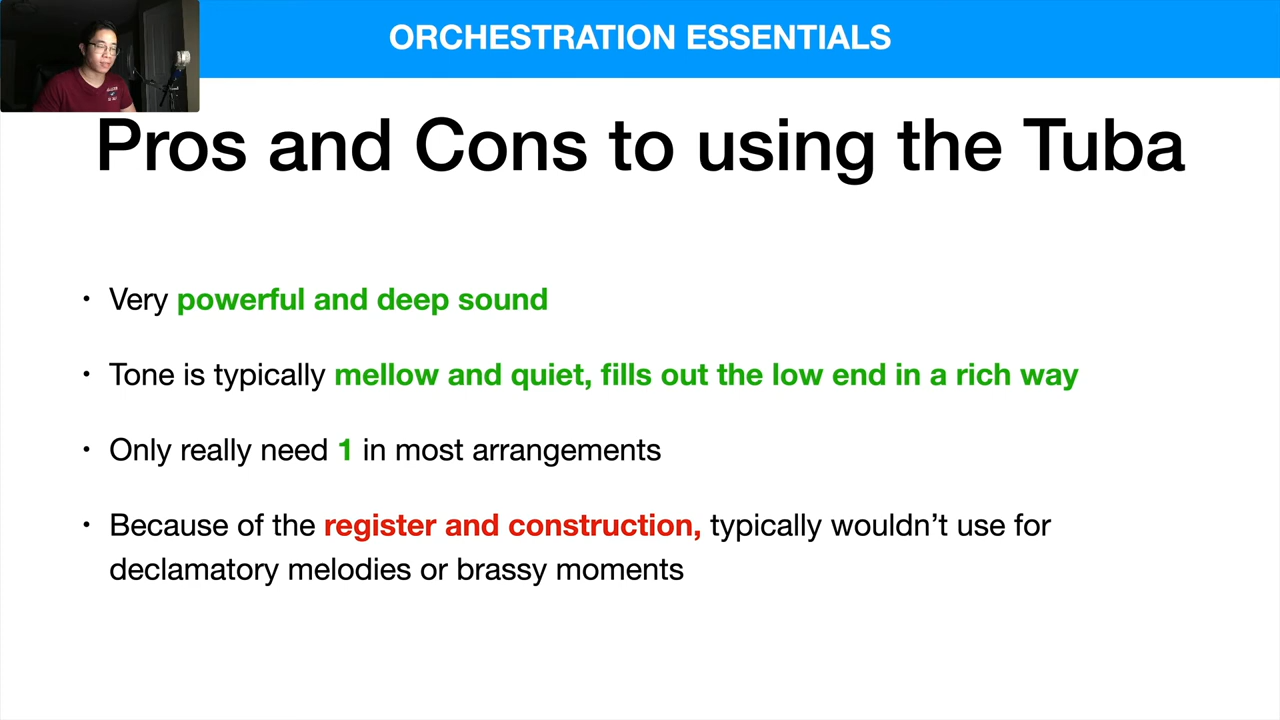 ORCHESTRATION ESSENTIALS
Pros and Cons to using the Tuba
• Very powerful and deep sound
• Tone is typically mellow and quiet, fills out the low end in a rich way
• Only really need 1 in most arrangements
• Because of the register and construction, typically wouldn’t use for
declamatory melodies or brassy moments